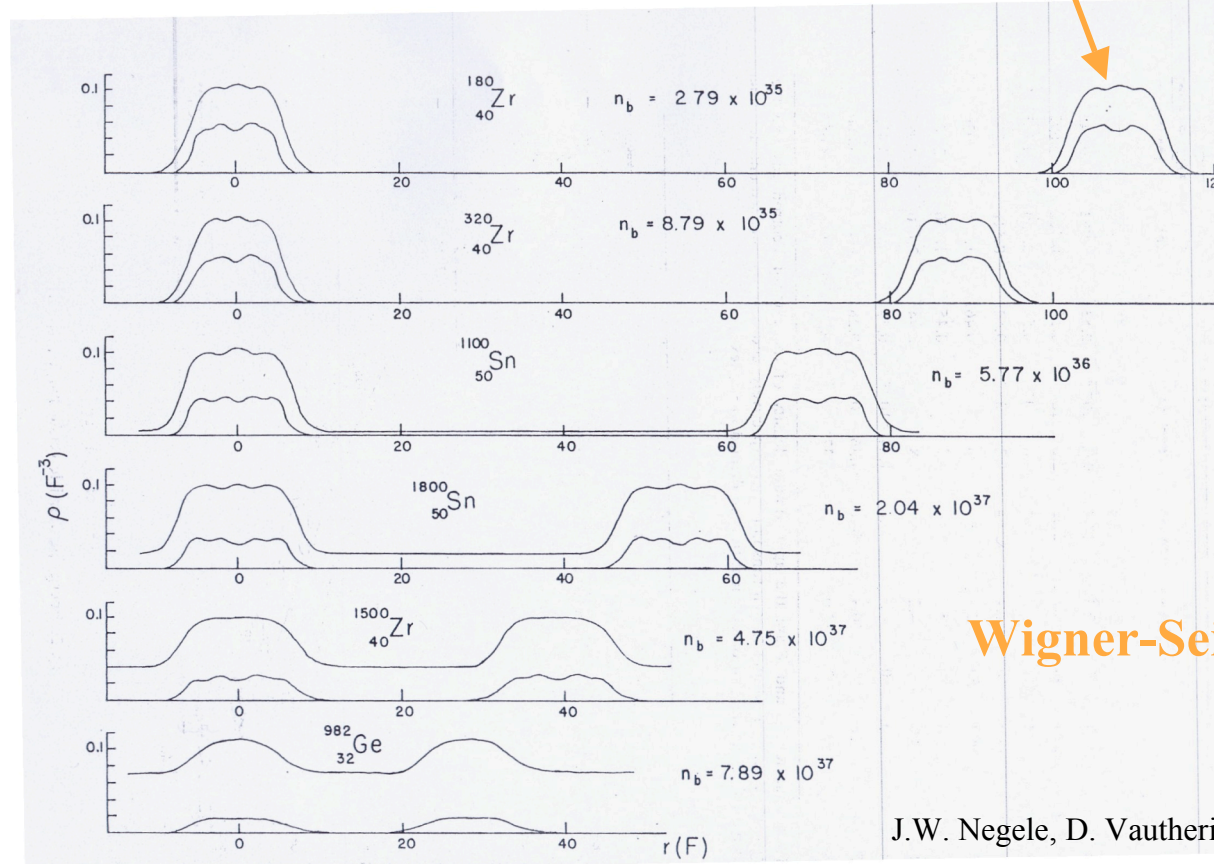 0.1
180
40 Zr
n_b = 2 79 x 10^35
0 20 40 60 80 100
0.1
320
40 Zr
n_b = 8.79 x 10^35
0 20 40 60 80 100
0.1
1100
50 Sn
n_b = 5.77 x 10^36
0 20 40 60 80
ρ (F^-3)
0.1
1800
50 Sn
n_b = 2.04 x 10^37
0 20 40 60
0.1
1500
40 Zr
n_b = 4.75 x 10^37
Wigner-Sei
0 20 40
0.1
982
32 Ge
n_b = 7.89 x 10^37
0 20 40
r (F)
J.W. Negele, D. Vautheri